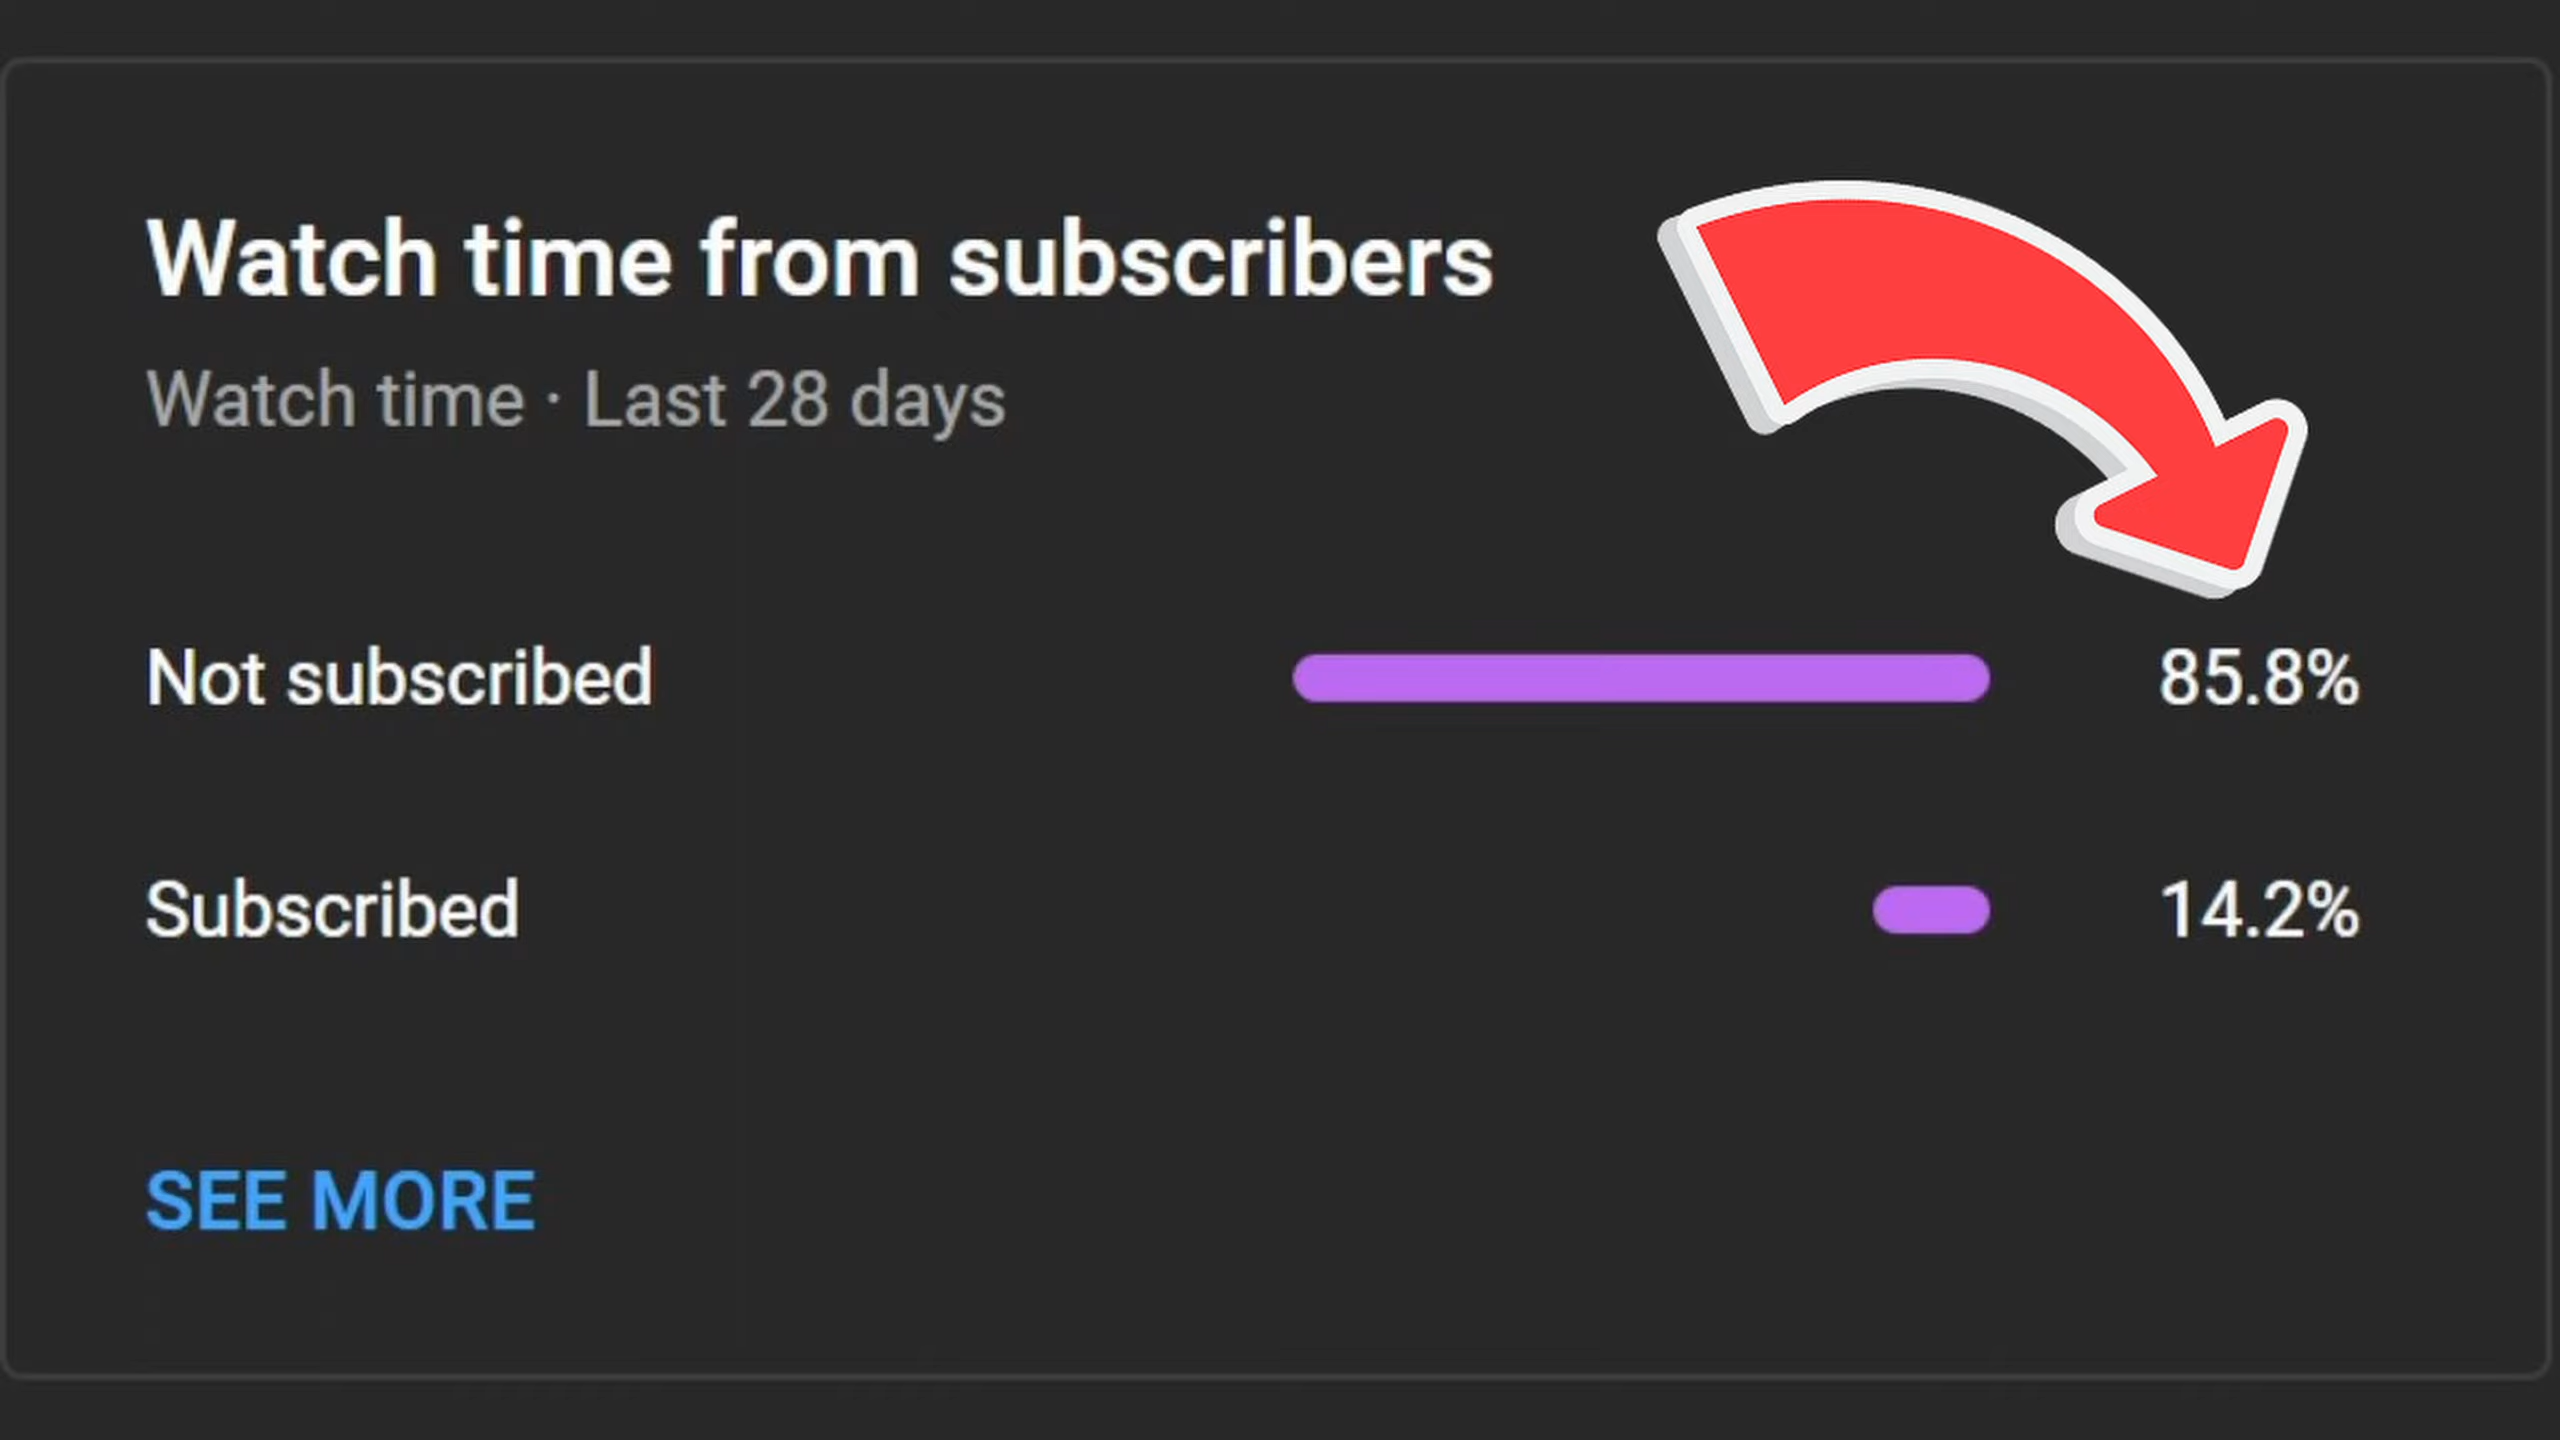 Watch time from subscribers
Watch time · Last 28 days
Not subscribed 85.8%
Subscribed 14.2%
SEE MORE